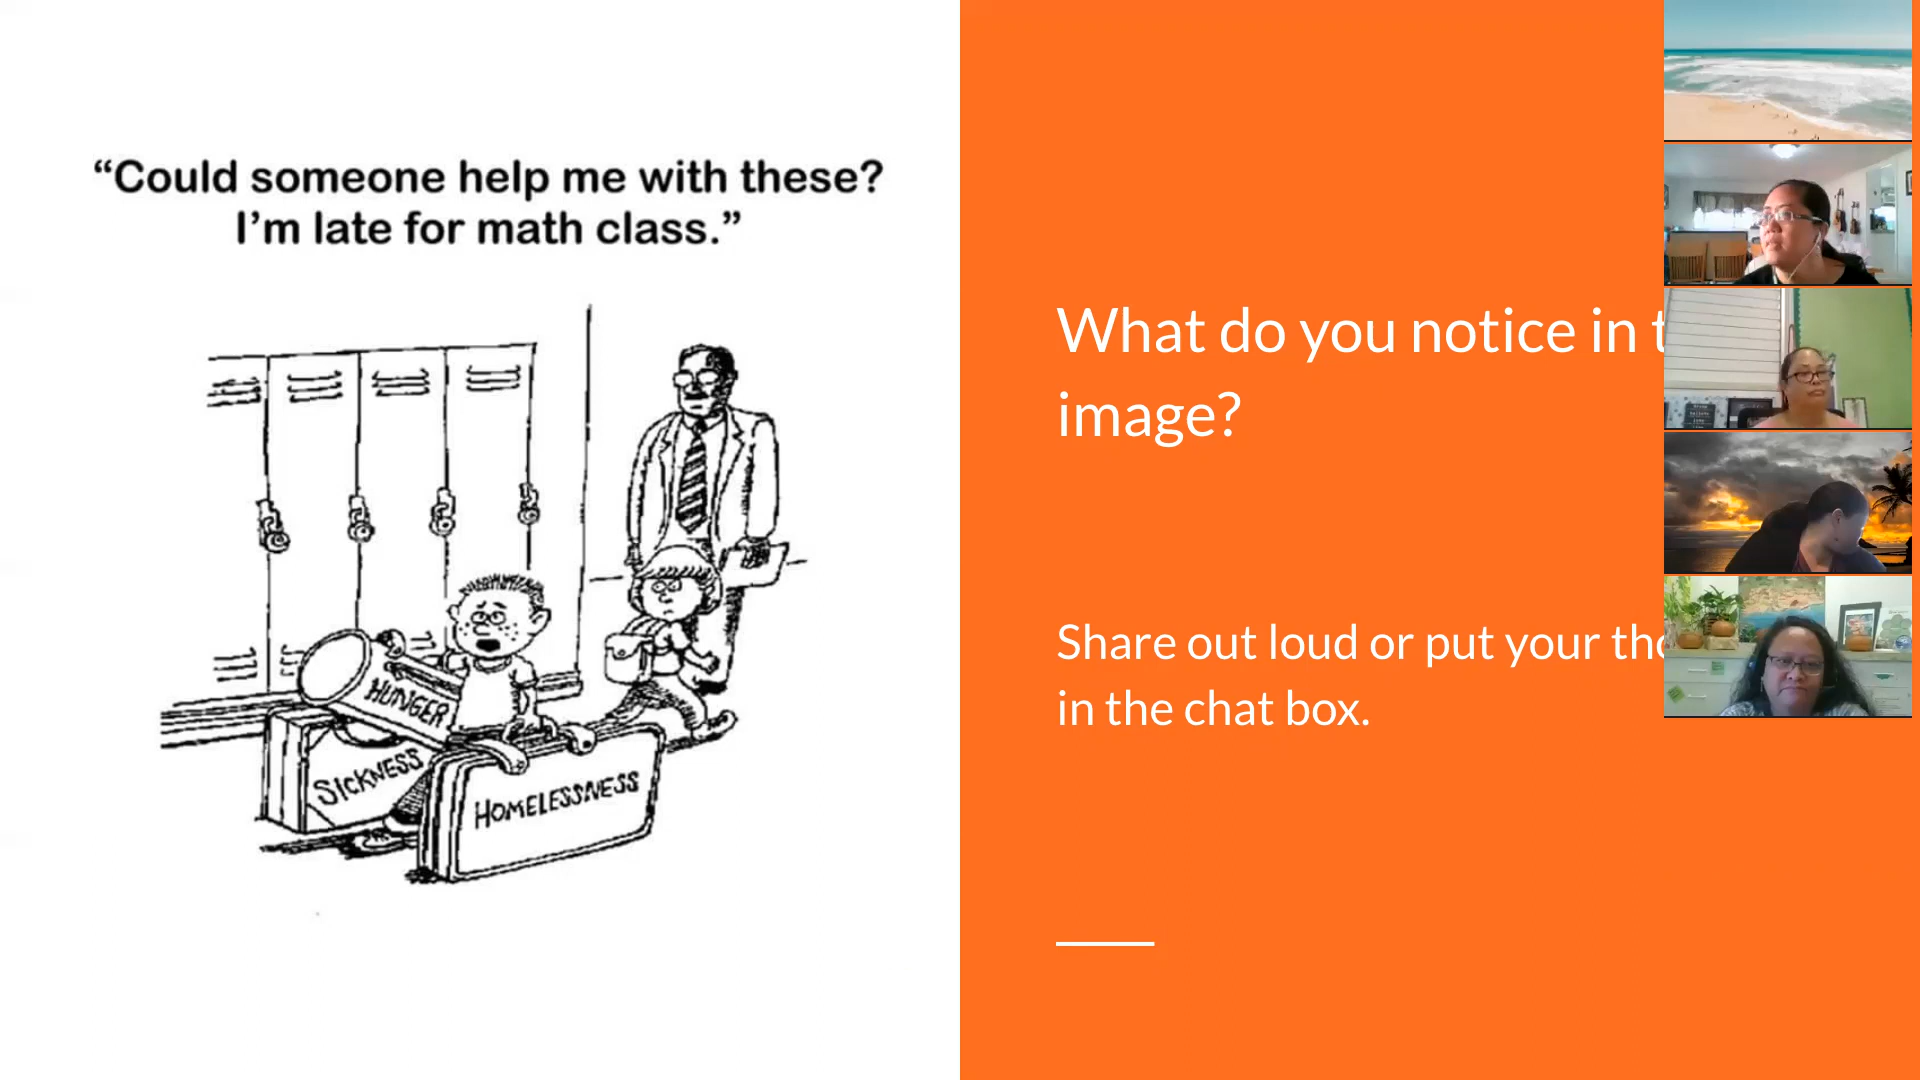 “Could someone help me with these?
I’m late for math class.”
HUNGER
SICKNESS
HOMELESSNESS
What do you notice in t
image?
Share out loud or put your tho
in the chat box.